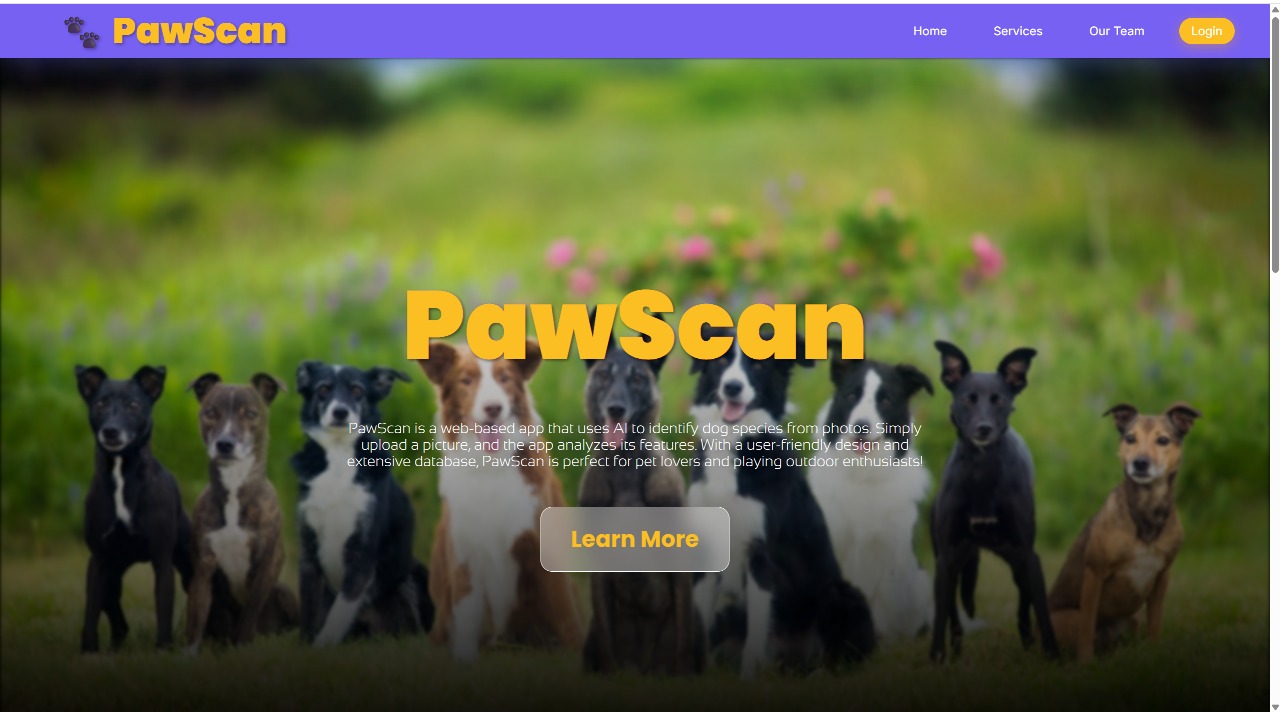 PawScan
Home
Services
Our Team
Login
PawScan
PawScan is a web-based app that uses AI to identify dog species from photos. Simply
upload a picture, and the app analyzes its features. With a user-friendly design and
extensive database, PawScan is perfect for pet lovers and playing outdoor enthusiasts!
Learn More